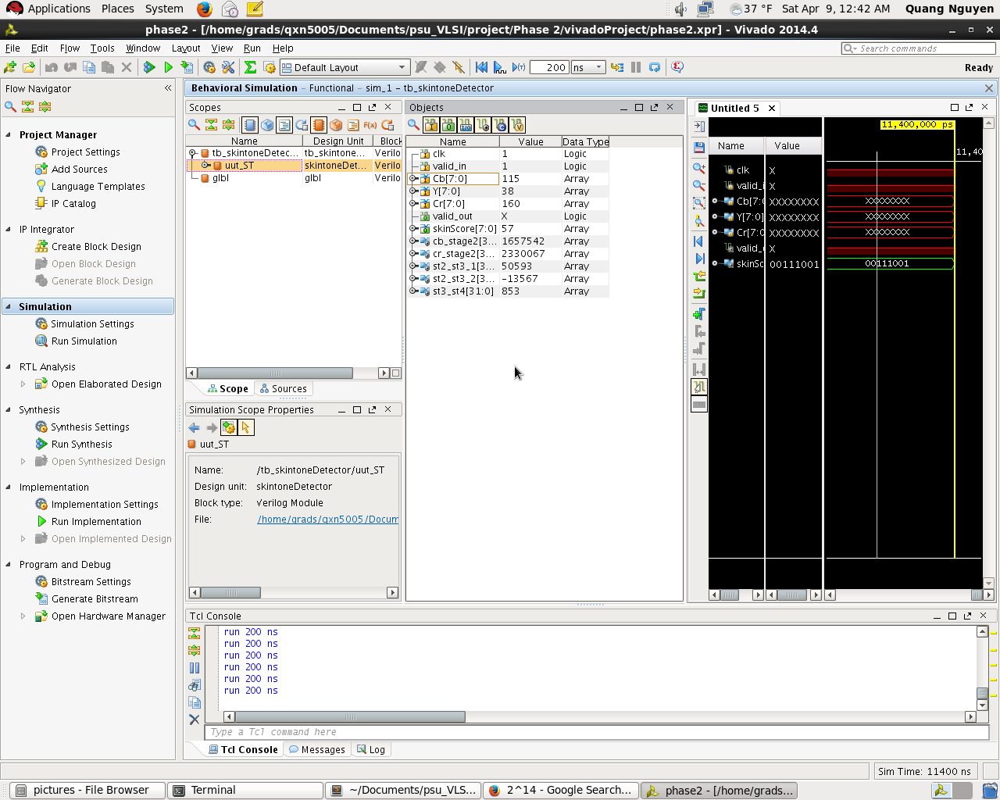 Applications Places System 37 °F Sat Apr 9, 12:42 AM Quang Nguyen
phase2 - [/home/grads/qxn5005/Documents/psu_VLSI/project/Phase 2/vivadoProject/phase2.xpr] - Vivado 2014.4
File Edit Flow Tools Window Layout View Run Help Search commands
Default Layout 200 ns Ready
Flow Navigator
Project Manager
Project Settings
Add Sources
Language Templates
IP Catalog
IP Integrator
Create Block Design
Open Block Design
Generate Block Design
Simulation
Simulation Settings
Run Simulation
RTL Analysis
Open Elaborated Design
Synthesis
Synthesis Settings
Run Synthesis
Open Synthesized Design
Implementation
Implementation Settings
Run Implementation
Open Implemented Design
Program and Debug
Bitstream Settings
Generate Bitstream
Open Hardware Manager
Behavioral Simulation - Functional - sim_1 - tb_skintoneDetector
Scopes
Name Design Unit Block
tb_skintoneDetec... tb_skintone... Verilo
uut_ST skintoneDet... Verilo
glbl glbl Verilo
Scope Sources
Simulation Scope Properties
uut_ST
Name: /tb_skintoneDetector/uut_ST
Design unit: skintoneDetector
Block type: Verilog Module
File: /home/grads/qxn5005/Docum
Objects
Name Value Data Type
clk 1 Logic
valid_in 1 Logic
Cb[7:0] 115 Array
Y[7:0] 38 Array
Cr[7:0] 160 Array
valid_out X Logic
skinScore[7:0] 57 Array
cb_stage2[3... 1657542 Array
cr_stage2[3... 2330067 Array
st2_st3_1[3... 50593 Array
st2_st3_2[3... -13567 Array
st3_st4[31:0] 853 Array
Untitled 5
11,400,000 ps
Name Value 11,40
clk X
valid_i X
Cb[7:0 XXXXXXXX XXXXXXXX
Y[7:0] XXXXXXXX XXXXXXXX
Cr[7:0 XXXXXXXX XXXXXXXX
valid_ X
skinSc 00111001 00111001
Tcl Console
run 200 ns
run 200 ns
run 200 ns
run 200 ns
run 200 ns
run 200 ns
Type a Tcl command here
Tcl Console Messages Log
Sim Time: 11400 ns
pictures - File Browser Terminal ~/Documents/psu_VLS... 2^14 - Google Search... phase2 - [/home/grads...